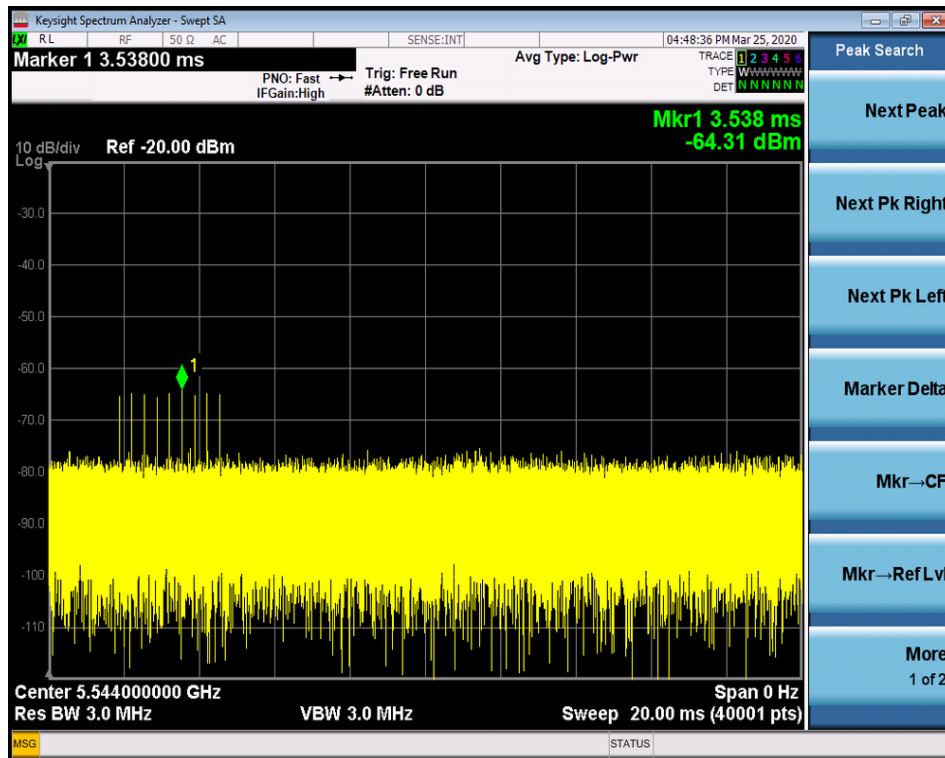 Keysight Spectrum Analyzer - Swept SA
LXI RL RF 50 Ω AC SENSE:INT 04:48:36 PM Mar 25, 2020
Marker 1 3.53800 ms
PNO: Fast
IFGain:High
Trig: Free Run
#Atten: 0 dB
Avg Type: Log-Pwr
TRACE 1 2 3 4 5 6
TYPE WWWWWW
DET N N N N N N
Mkr1 3.538 ms
-64.31 dBm
10 dB/div Ref -20.00 dBm
Log
-30.0
-40.0
-50.0
-60.0
1
-70.0
-80.0
-90.0
-100
-110
Center 5.544000000 GHz Span 0 Hz
Res BW 3.0 MHz VBW 3.0 MHz Sweep 20.00 ms (40001 pts)
MSG STATUS
Peak Search
Next Peak
Next Pk Right
Next Pk Left
Marker Delta
Mkr→CF
Mkr→Ref Lvl
More
1 of 2